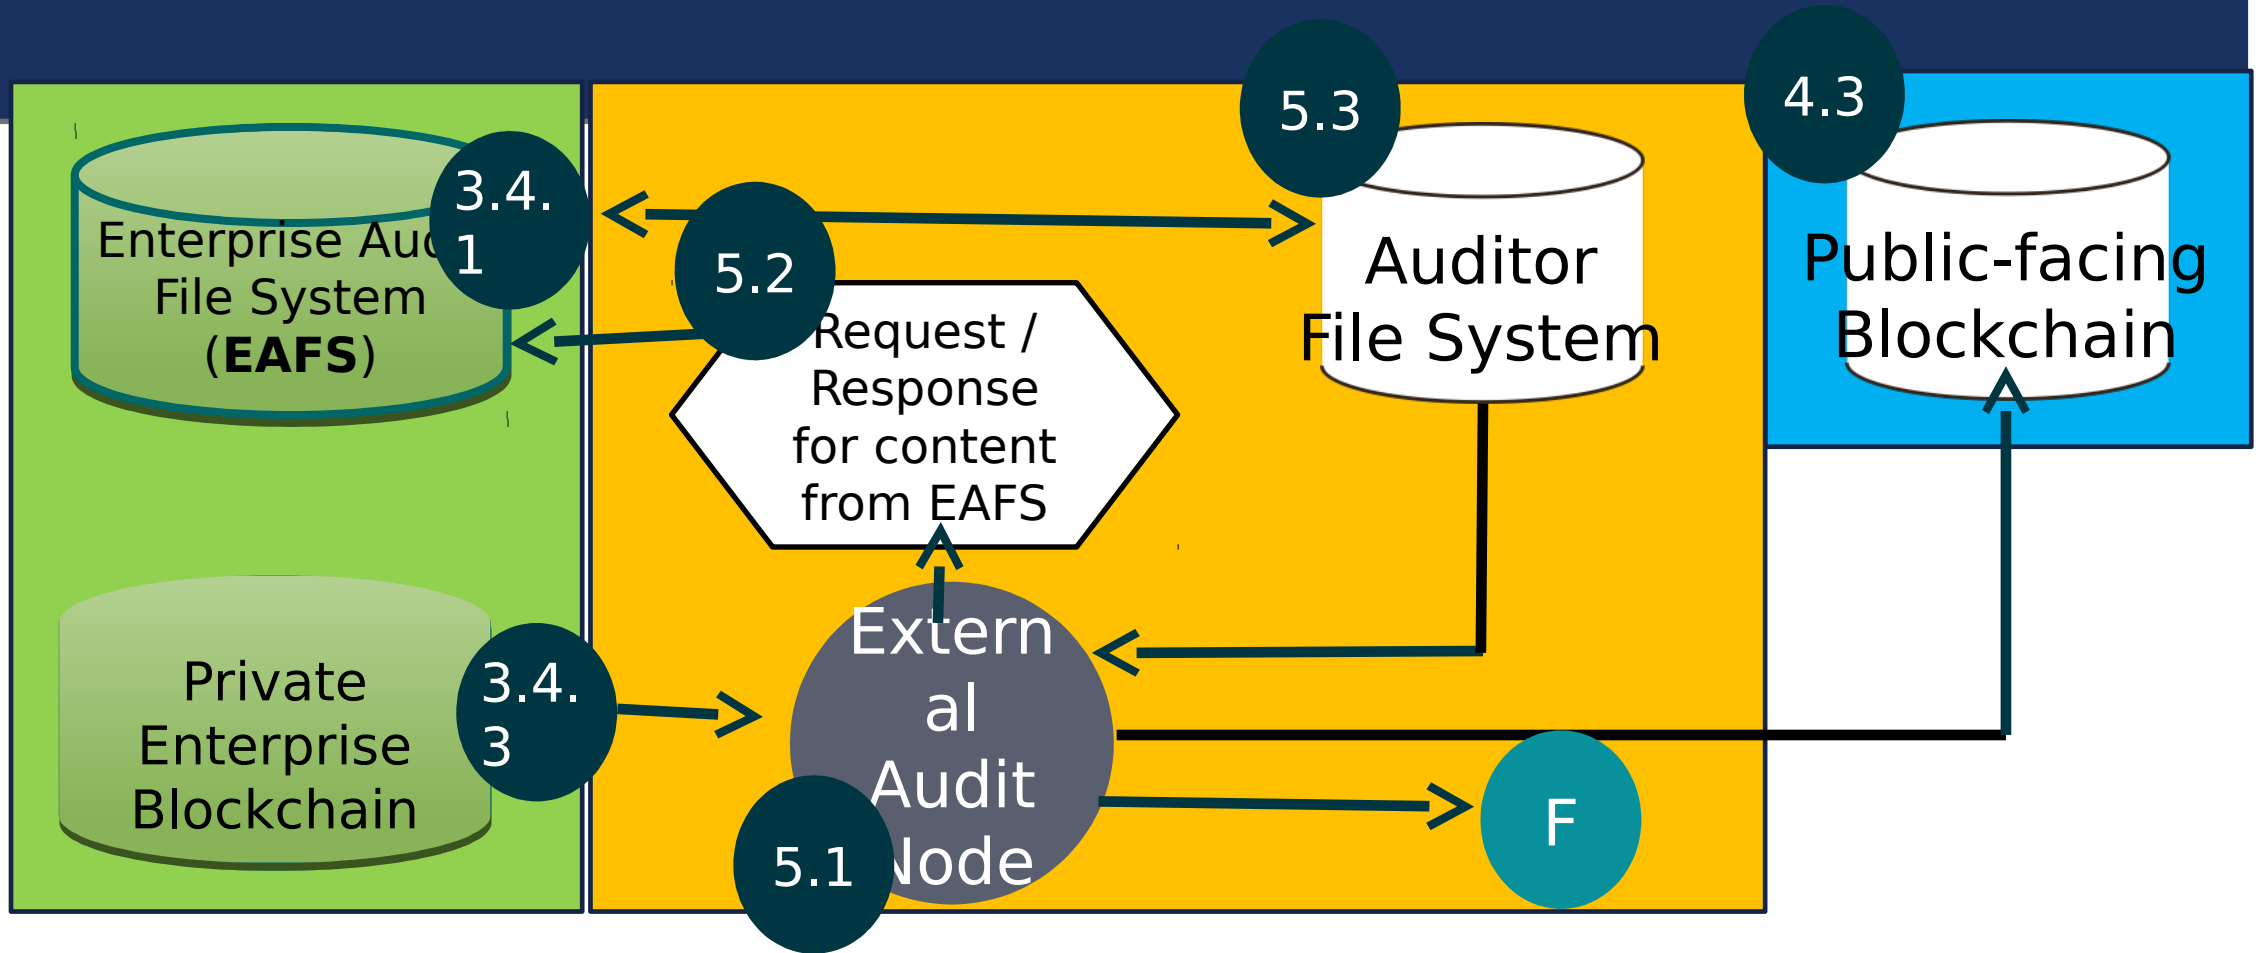 3.4.
1
Enterprise
File System
(EAFS)
5.2
5.3
4.3
Request /
Response
for content
from EAFS
Auditor
File System
Public-facing
Blockchain
Private
Enterprise
Blockchain
3.4.
3
Extern
al
Audit
Node
5.1
F